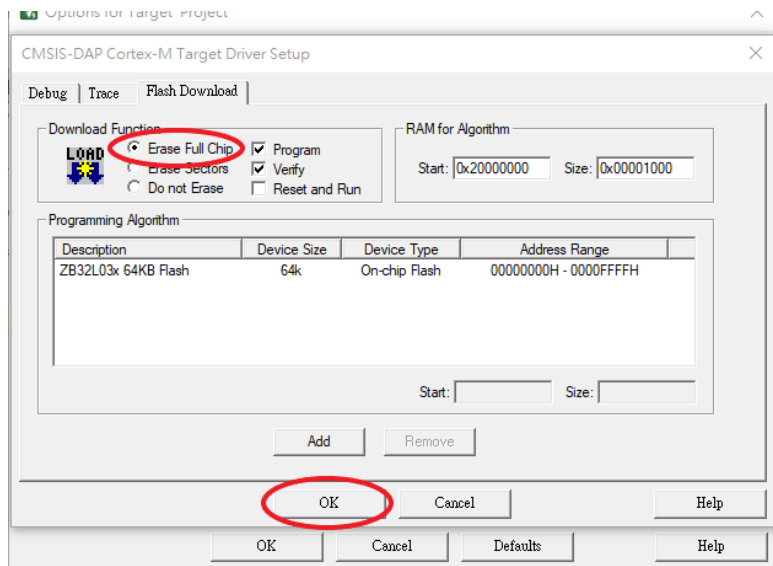 Options for Target 'Project'
CMSIS-DAP Cortex-M Target Driver Setup
Debug Trace Flash Download
Download Function
LOAD
Erase Full Chip
Erase Sectors
Do not Erase
Program
Verify
Reset and Run
RAM for Algorithm
Start: 0x20000000 Size: 0x00001000
Programming Algorithm
Description Device Size Device Type Address Range
ZB32L03x 64KB Flash 64k On-chip Flash 00000000H - 0000FFFFH
Start: Size:
Add Remove
OK Cancel Help
OK Cancel Defaults Help